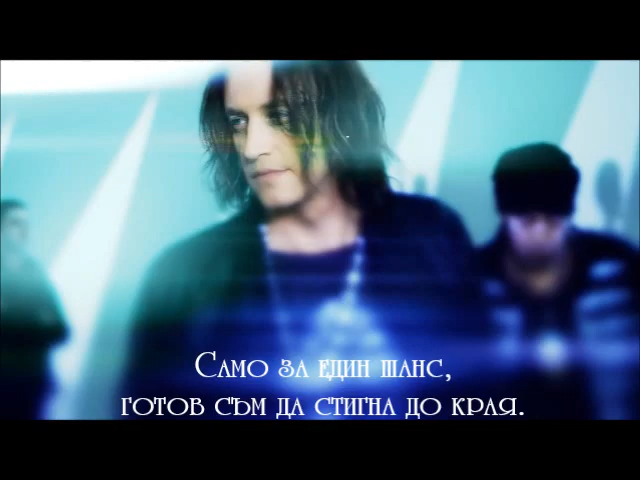 Само за един шанс,
готов съм да стигна до края.